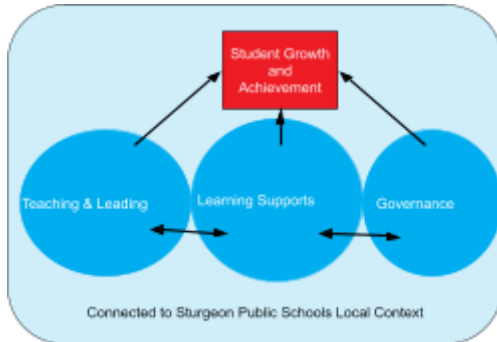 Student Growth
and
Achievement
Teaching & Leading
Learning Supports
Governance
Connected to Sturgeon Public Schools Local Context